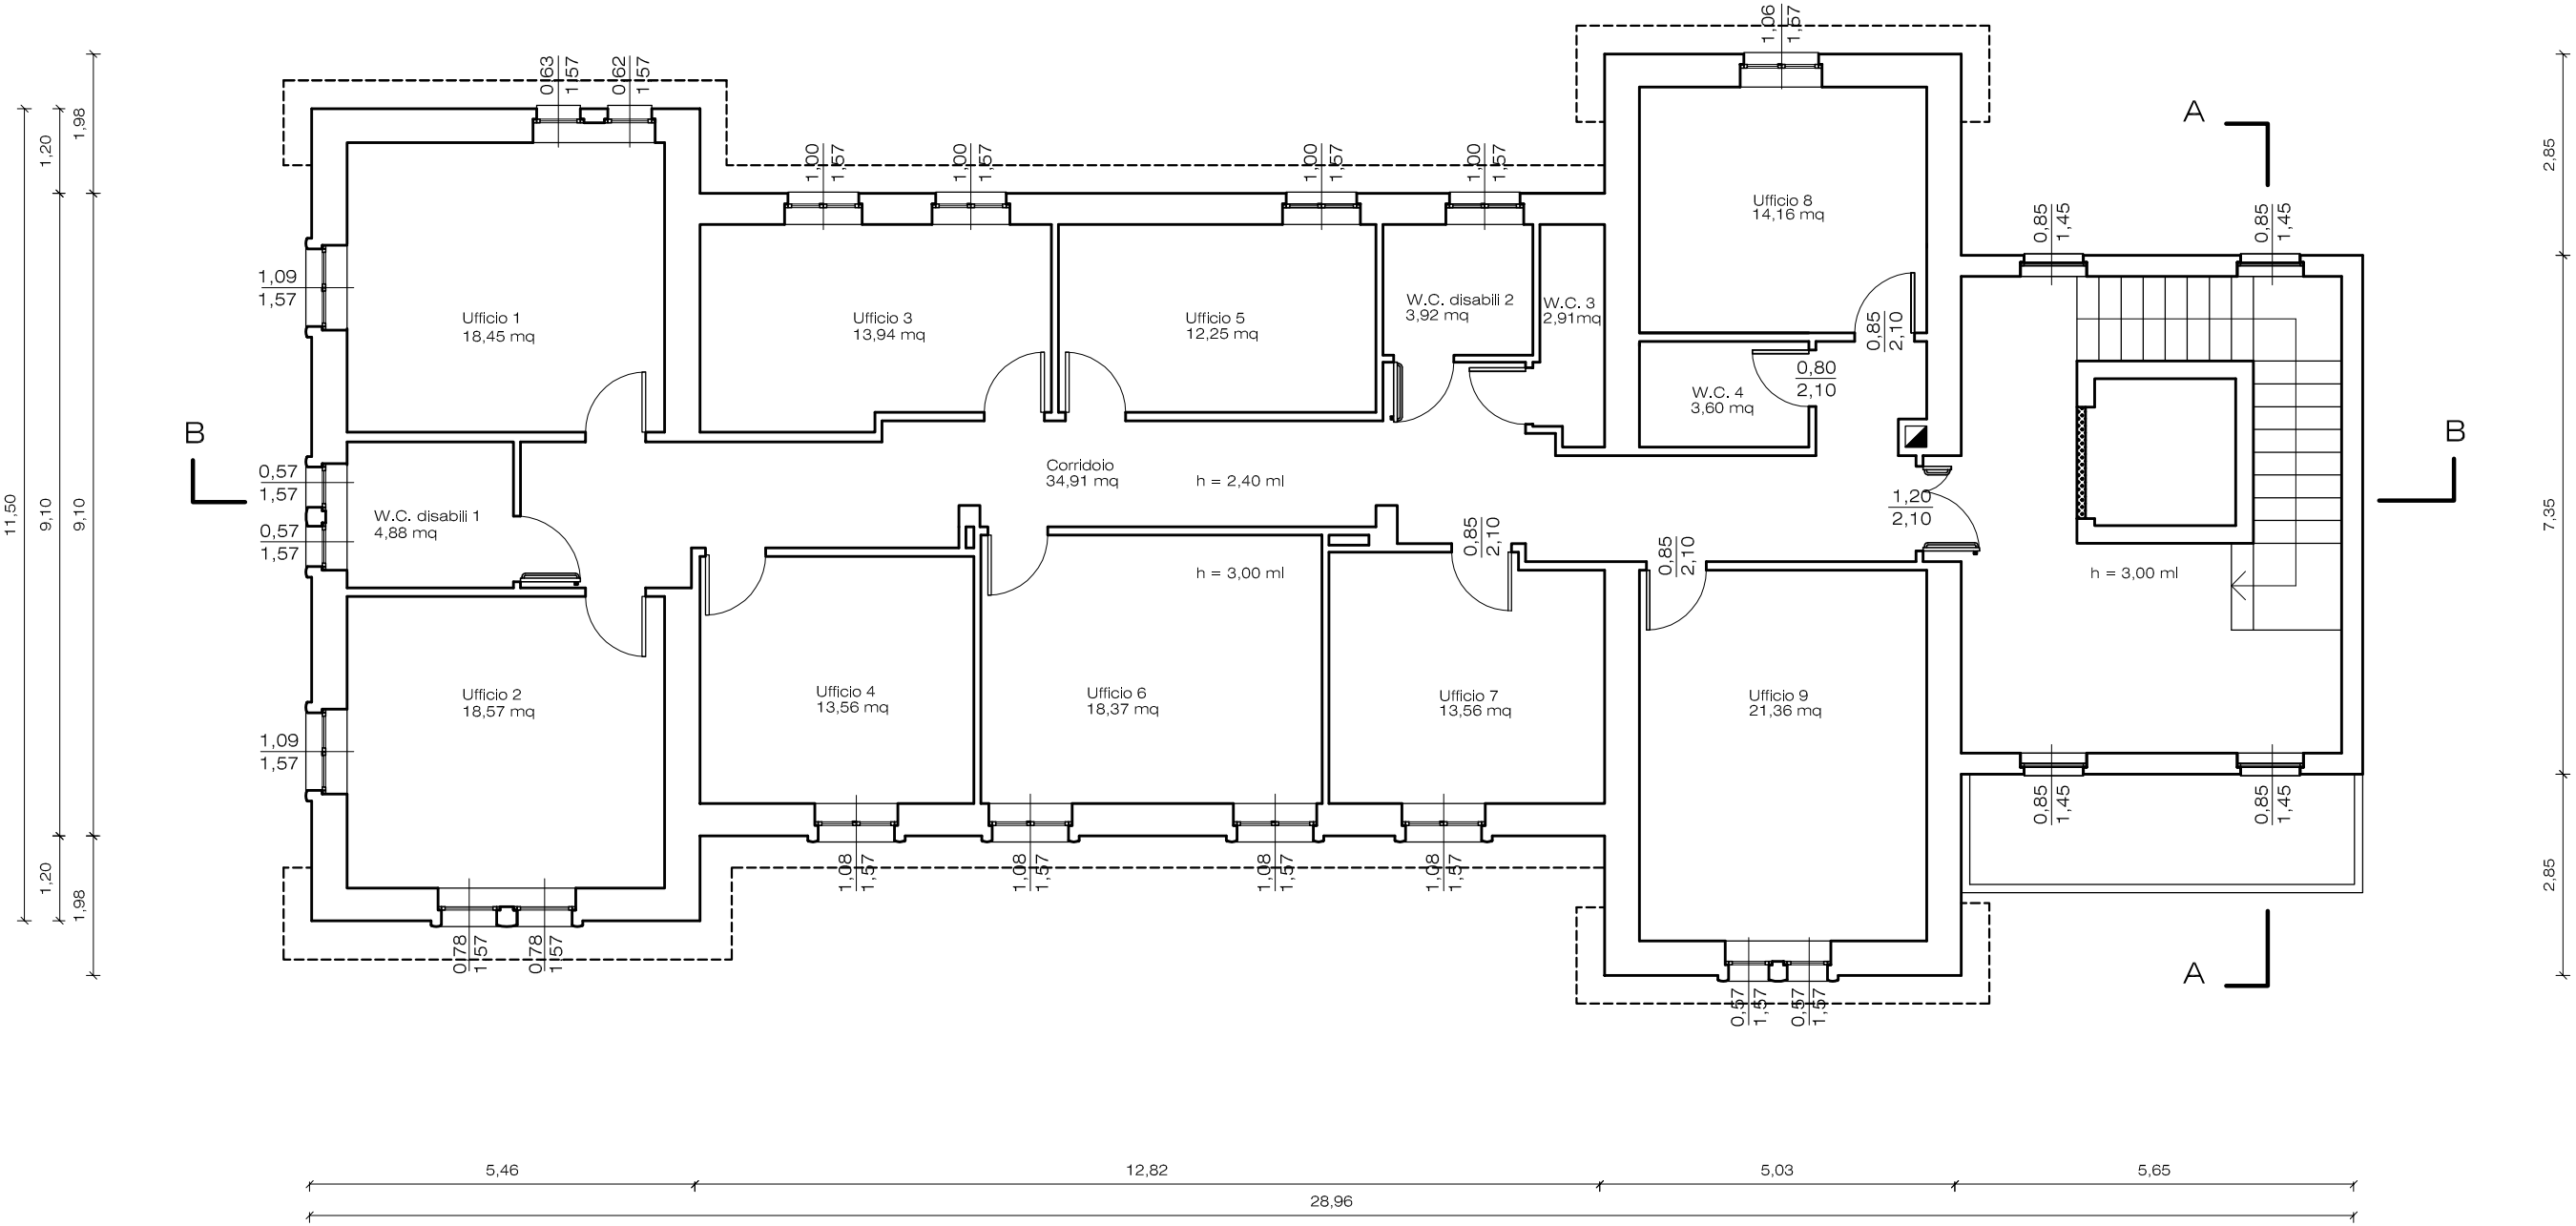 0,63
1,57
0,62
1,57
1,06
1,57
1,98
1,20
11,50
9,10
9,10
1,20
1,98
A
2,85
1,00
1,57
1,00
1,57
1,00
1,57
1,00
1,57
0,85
1,45
0,85
1,45
Ufficio 8
14,16 mq
1,09
1,57
Ufficio 1
18,45 mq
Ufficio 3
13,94 mq
Ufficio 5
12,25 mq
W.C. disabili 2
3,92 mq
W.C. 3
2,91mq
0,85
2,10
0,80
2,10
W.C. 4
3,60 mq
B
B
0,57
1,57
0,57
1,57
W.C. disabili 1
4,88 mq
Corridoio
34,91 mq
h = 2,40 ml
1,20
2,10
0,85
2,10
0,85
2,10
h = 3,00 ml
h = 3,00 ml
7,35
Ufficio 2
18,57 mq
Ufficio 4
13,56 mq
Ufficio 6
18,37 mq
Ufficio 7
13,56 mq
Ufficio 9
21,36 mq
1,09
1,57
0,85
1,45
0,85
1,45
1,08
1,57
1,08
1,57
1,08
1,57
1,08
1,57
2,85
0,78
1,57
0,78
1,57
0,57
1,57
0,57
1,57
A
5,46
12,82
5,03
5,65
28,96